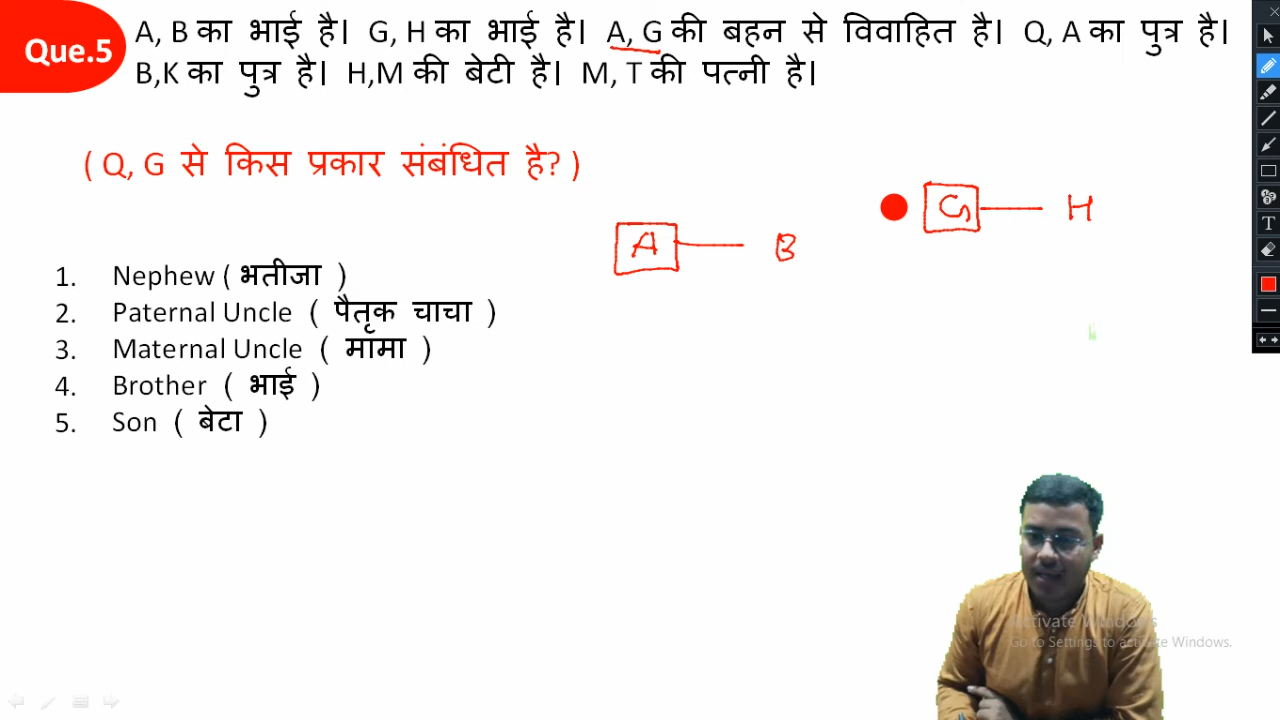 Que.5
A, B का भाई है। G, H का भाई है। A, G की बहन से विवाहित है। Q, A का पुत्र है।
B,K का पुत्र है। H,M की बेटी है। M, T की पत्नी है।
( Q, G से किस प्रकार संबंधित है? )
G H
A B
1. Nephew ( भतीजा )
2. Paternal Uncle ( पैतृक चाचा )
3. Maternal Uncle ( मामा )
4. Brother ( भाई )
5. Son ( बेटा )
T
Activate Windows
Go to Settings to activate Windows.